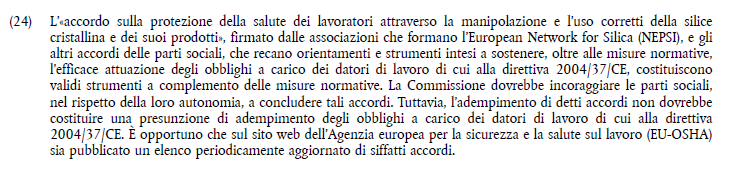 (24) L'«accordo sulla protezione della salute dei lavoratori attraverso la manipolazione e l'uso corretti della silice
cristallina e dei suoi prodotti», firmato dalle associazioni che formano l'European Network for Silica (NEPSI), e gli
altri accordi delle parti sociali, che recano orientamenti e strumenti intesi a sostenere, oltre alle misure normative,
l'efficace attuazione degli obblighi a carico dei datori di lavoro di cui alla direttiva 2004/37/CE, costituiscono
validi strumenti a complemento delle misure normative. La Commissione dovrebbe incoraggiare le parti sociali,
nel rispetto della loro autonomia, a concludere tali accordi. Tuttavia, l'adempimento di detti accordi non dovrebbe
costituire una presunzione di adempimento degli obblighi a carico dei datori di lavoro di cui alla direttiva
2004/37/CE. È opportuno che sul sito web dell'Agenzia europea per la sicurezza e la salute sul lavoro (EU-OSHA)
sia pubblicato un elenco periodicamente aggiornato di siffatti accordi.